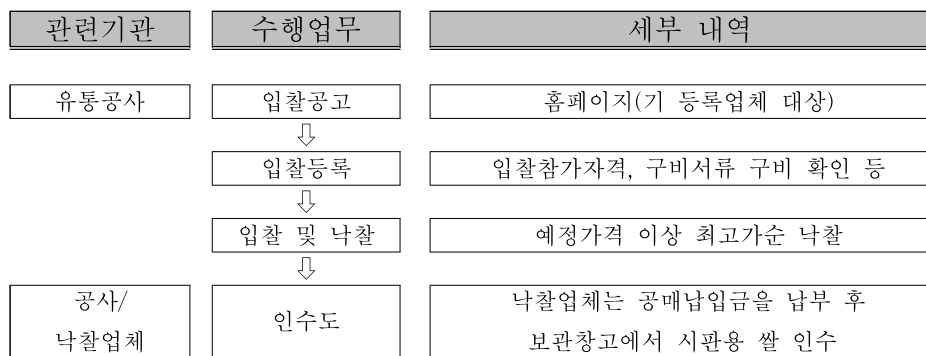 관련기관 수행업무 세부 내역
유통공사 입찰공고 홈페이지(기 등록업체 대상)
입찰등록 입찰참가자격, 구비서류 구비 확인 등
입찰 및 낙찰 예정가격 이상 최고가순 낙찰
공사/
낙찰업체
인수도
낙찰업체는 공매납입금을 납부 후
보관창고에서 시판용 쌀 인수